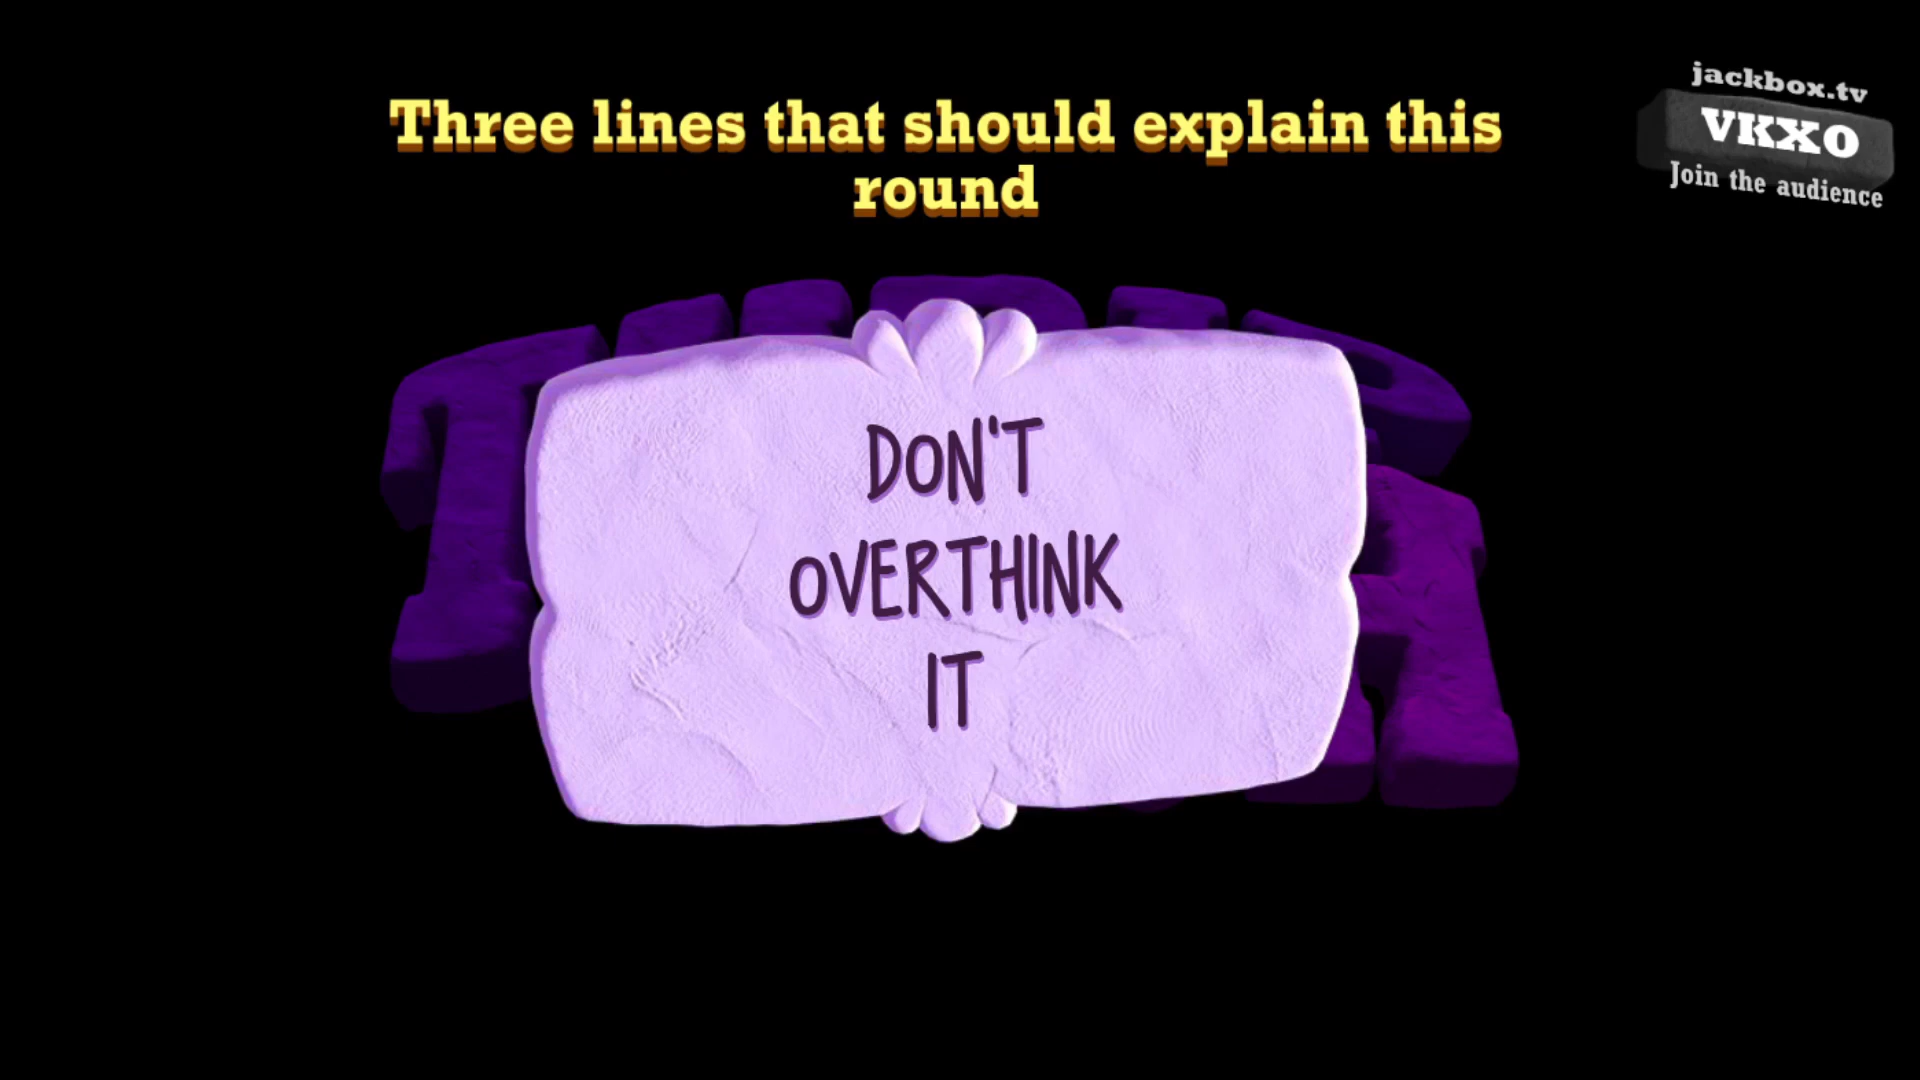 Three lines that should explain this
round
jackbox.tv
VKXO
Join the audience
DON'T
OVERTHINK
IT